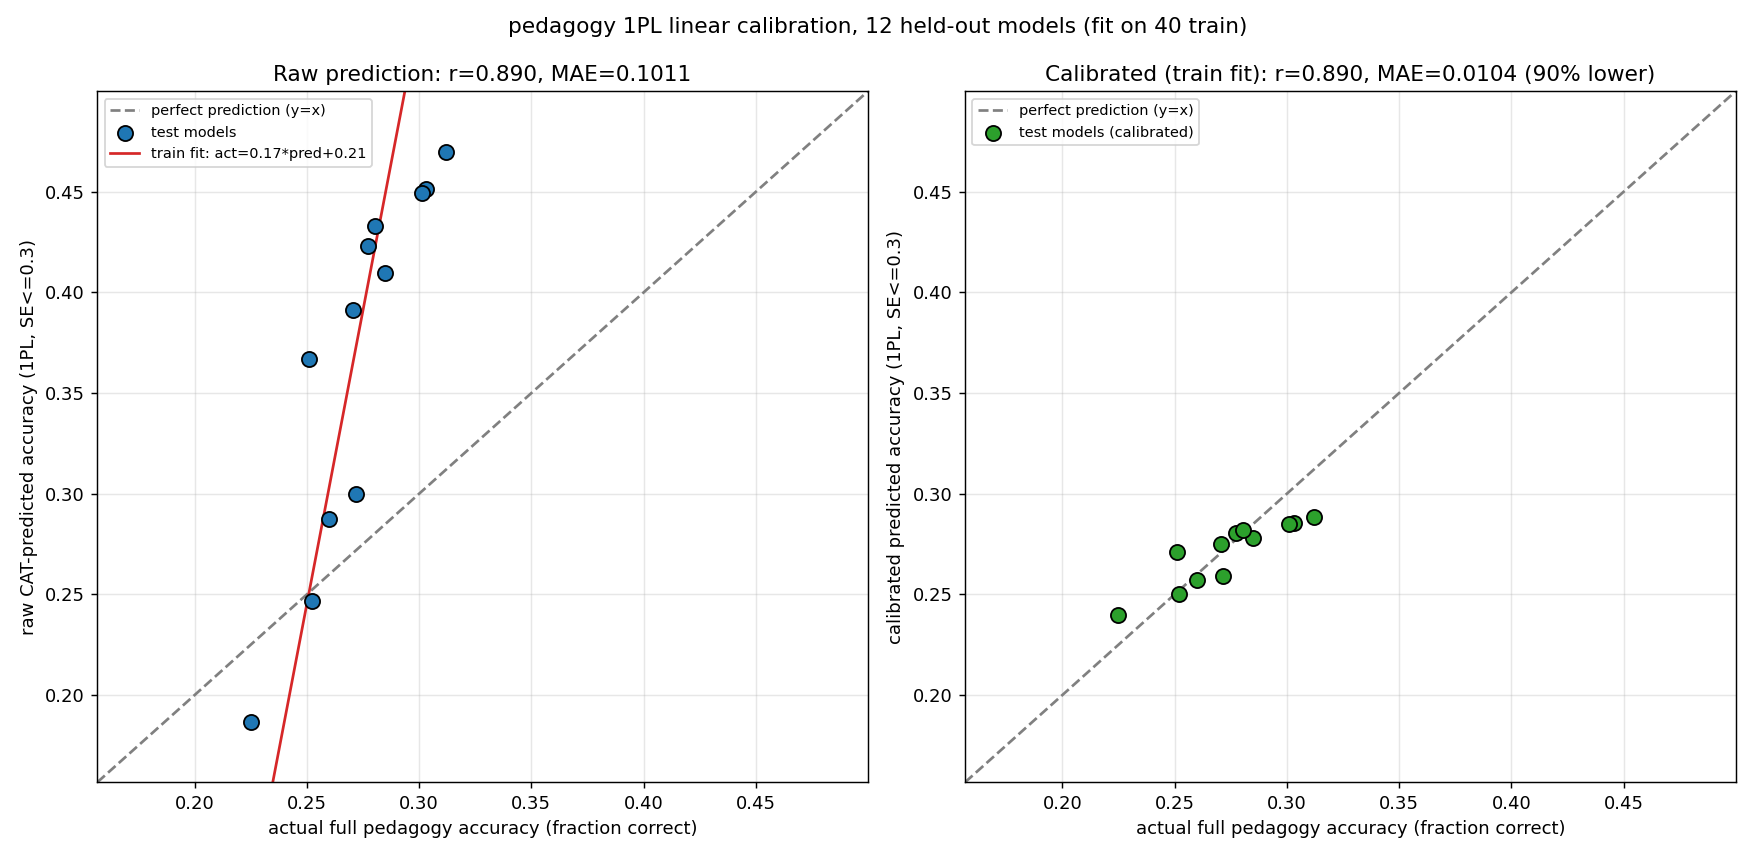 pedagogy 1PL linear calibration, 12 held-out models (fit on 40 train)
Raw prediction: r=0.890, MAE=0.1011
perfect prediction (y=x)
test models
train fit: act=0.17*pred+0.21
raw CAT-predicted accuracy (1PL, SE<=0.3)
0.45
0.40
0.35
0.30
0.25
0.20
0.20 0.25 0.30 0.35 0.40 0.45
actual full pedagogy accuracy (fraction correct)
Calibrated (train fit): r=0.890, MAE=0.0104 (90% lower)
perfect prediction (y=x)
test models (calibrated)
calibrated predicted accuracy (1PL, SE<=0.3)
0.45
0.40
0.35
0.30
0.25
0.20
0.20 0.25 0.30 0.35 0.40 0.45
actual full pedagogy accuracy (fraction correct)